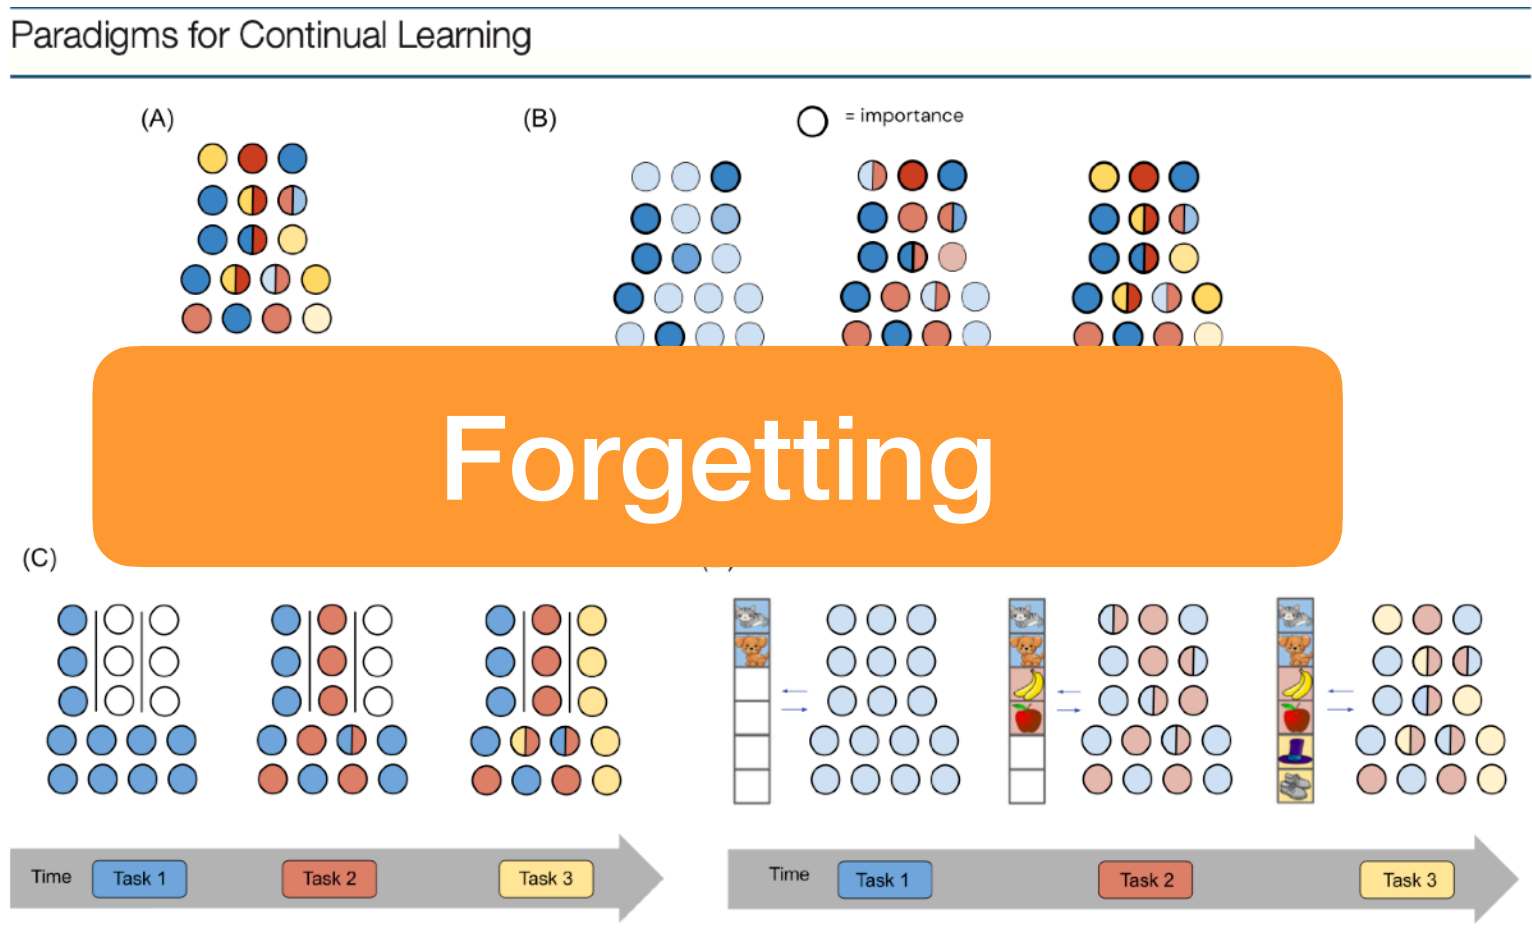 Paradigms for Continual Learning
(A)
(B)
= importance
Forgetting
(C)
Time
Task 1
Task 2
Task 3
Time
Task 1
Task 2
Task 3